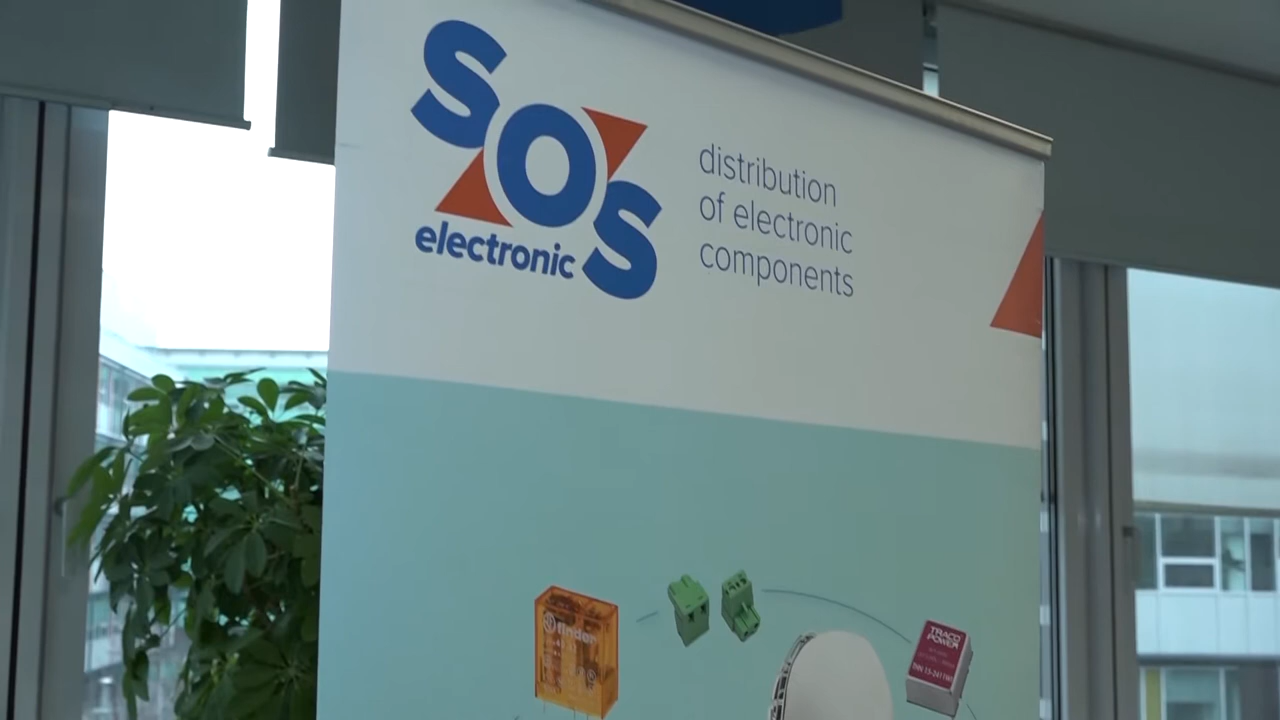 SOS
electronic
distribution
of electronic
components
finder
TRACO
POWER